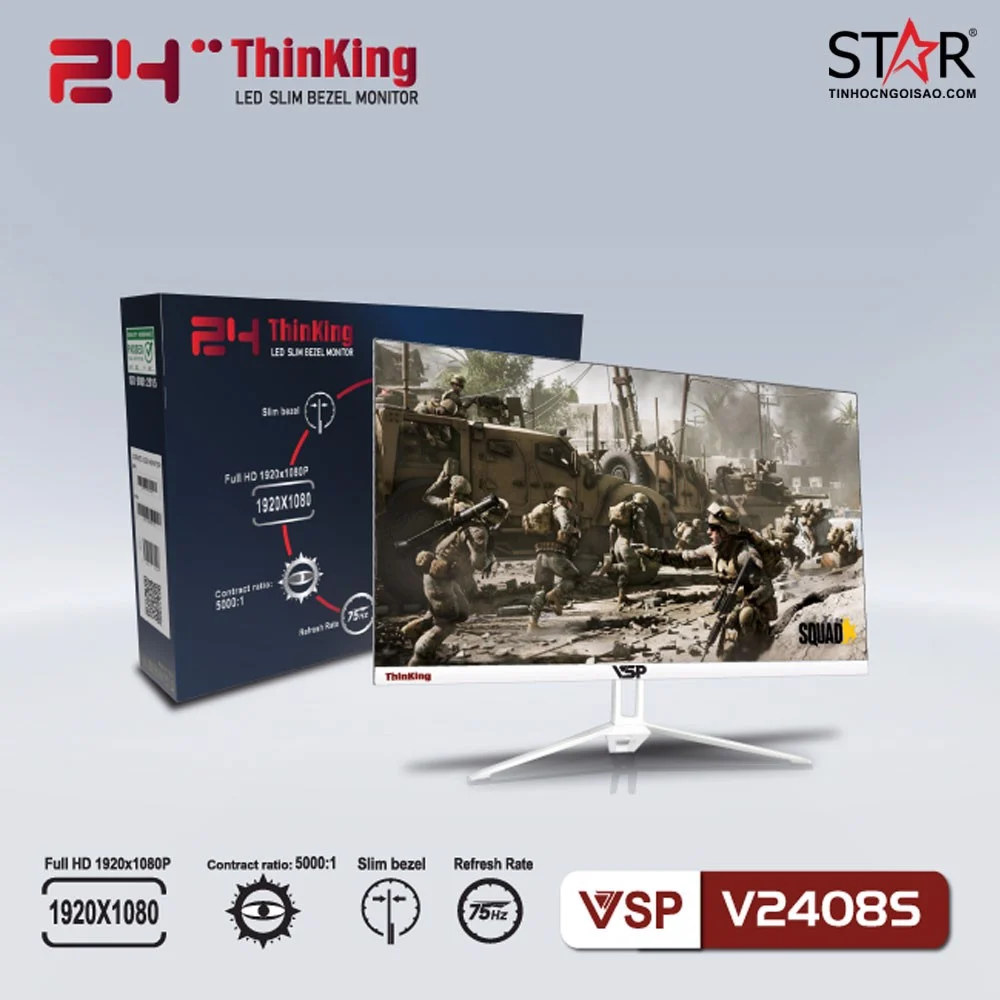 24" ThinKing
LED SLIM BEZEL MONITOR
STAR®
TINHOCNGOISAO.COM
24 ThinKing
LED SLIM BEZEL MONITOR
Slim bezel
Full HD 1920x1080P
1920X1080
Contract ratio:
5000:1
Refresh Rate
75Hz
SQUAD
ThinKing
VSP
Full HD 1920x1080P
1920X1080
Contract ratio: 5000:1
Slim bezel
Refresh Rate
75Hz
VSP
V2408S